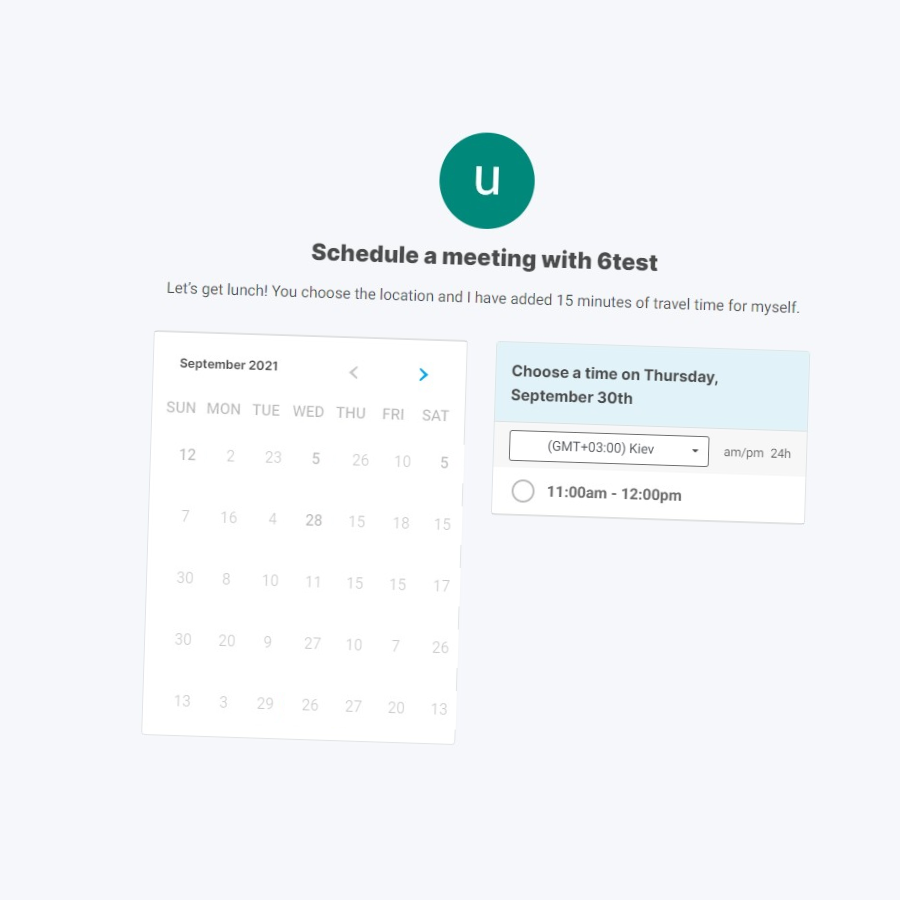 u
Schedule a meeting with 6test
Let's get lunch! You choose the location and I have added 15 minutes of travel time for myself.
September 2021
SUN MON TUE WED THU FRI SAT
12 2 23 5 26 10 5
7 16 4 28 15 18 15
30 8 10 11 15 15 17
30 20 9 27 10 7 26
13 3 29 26 27 20 13
Choose a time on Thursday,
September 30th
(GMT+03:00) Kiev am/pm 24h
11:00am - 12:00pm